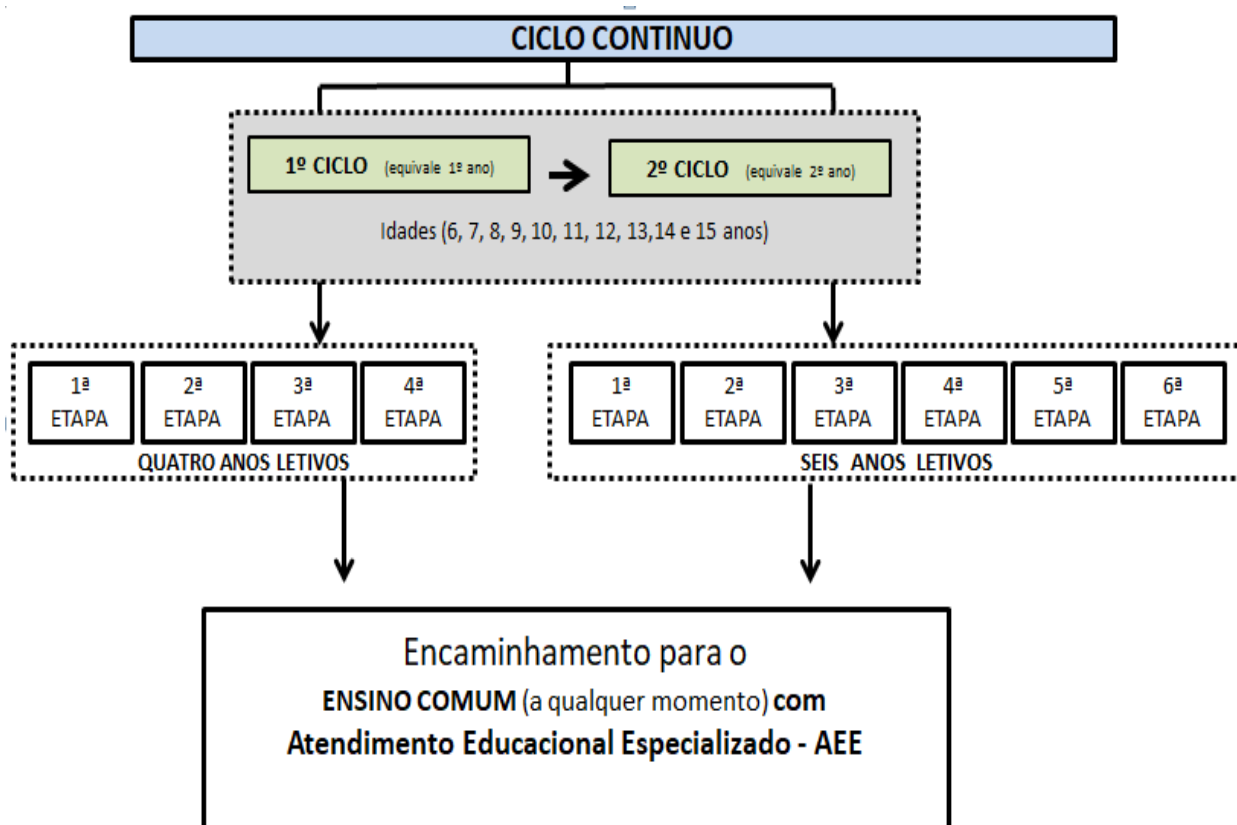 CICLO CONTINUO
1º CICLO (equivale 1º ano)
2º CICLO (equivale 2º ano)
Idades (6, 7, 8, 9, 10, 11, 12, 13,14 e 15 anos)
1ª
ETAPA
2ª
ETAPA
3ª
ETAPA
4ª
ETAPA
QUATRO ANOS LETIVOS
1ª
ETAPA
2ª
ETAPA
3ª
ETAPA
4ª
ETAPA
5ª
ETAPA
6ª
ETAPA
SEIS ANOS LETIVOS
Encaminhamento para o
ENSINO COMUM (a qualquer momento) com
Atendimento Educacional Especializado - AEE